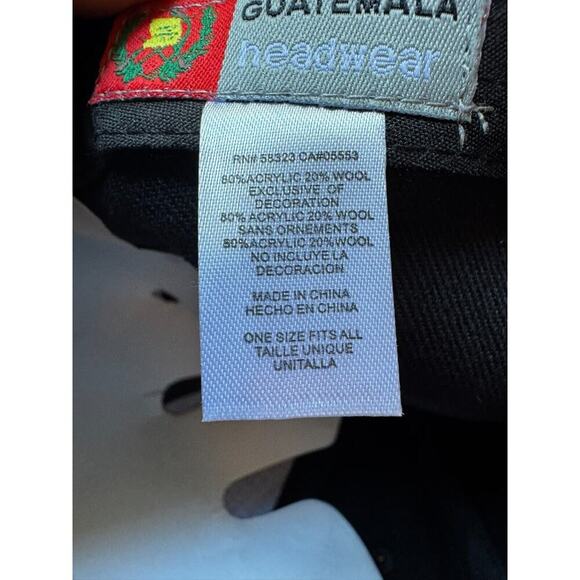 GUATEMALA
headwear
RN# 58323 CA#05553
80%ACRYLIC 20% WOOL
EXCLUSIVE OF
DECORATION
80% ACRYLIC 20% WOOL
SANS ORNEMENTS
80%ACRYLIC 20%WOOL
NO INCLUYE LA
DECORACION
MADE IN CHINA
HECHO EN CHINA
ONE SIZE FITS ALL
TAILLE UNIQUE
UNITALLA